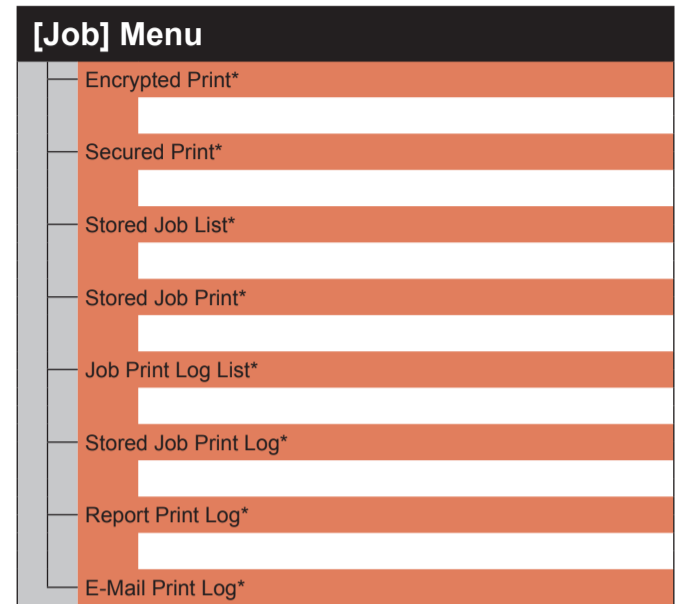 [Job] Menu
Encrypted Print*
Secured Print*
Stored Job List*
Stored Job Print*
Job Print Log List*
Stored Job Print Log*
Report Print Log*
E-Mail Print Log*